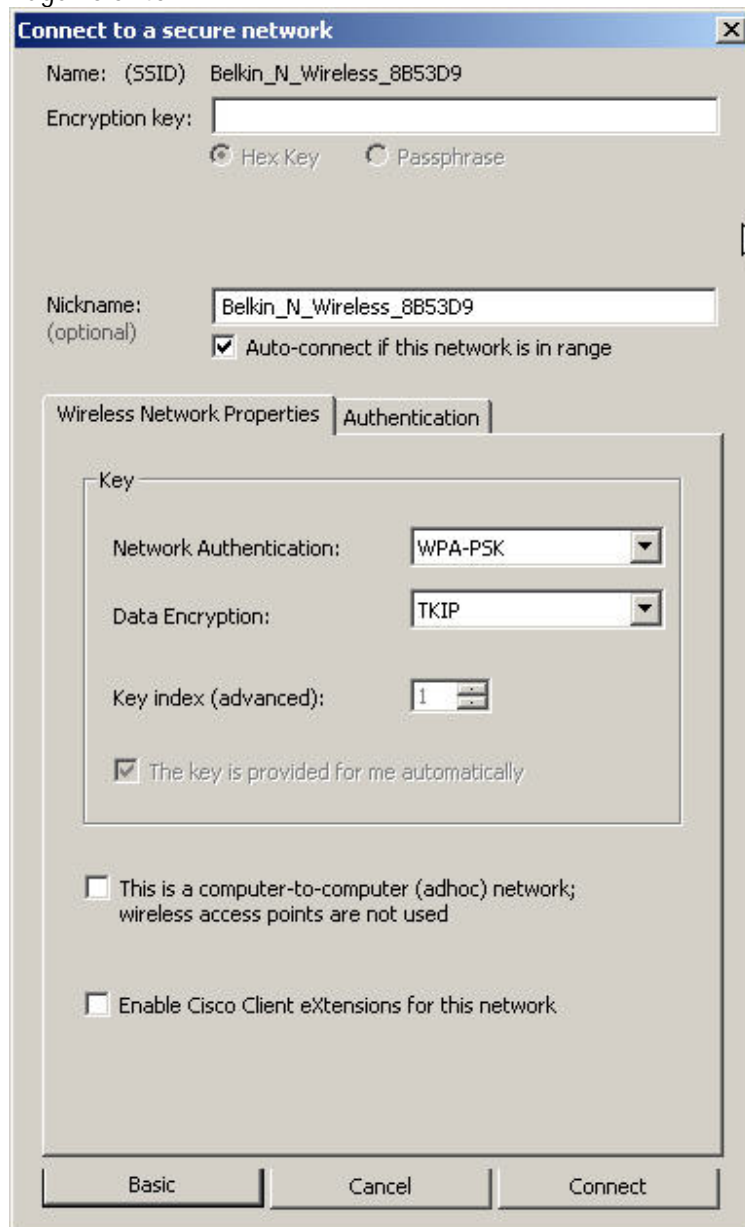 Connect to a secure network
Name: (SSID) Belkin_N_Wireless_8B53D9
Encryption key:
Hex Key Passphrase
Nickname: Belkin_N_Wireless_8B53D9
(optional)
Auto-connect if this network is in range
Wireless Network Properties Authentication
Key
Network Authentication: WPA-PSK
Data Encryption: TKIP
Key index (advanced): 1
The key is provided for me automatically
This is a computer-to-computer (adhoc) network;
wireless access points are not used
Enable Cisco Client eXtensions for this network
Basic Cancel Connect